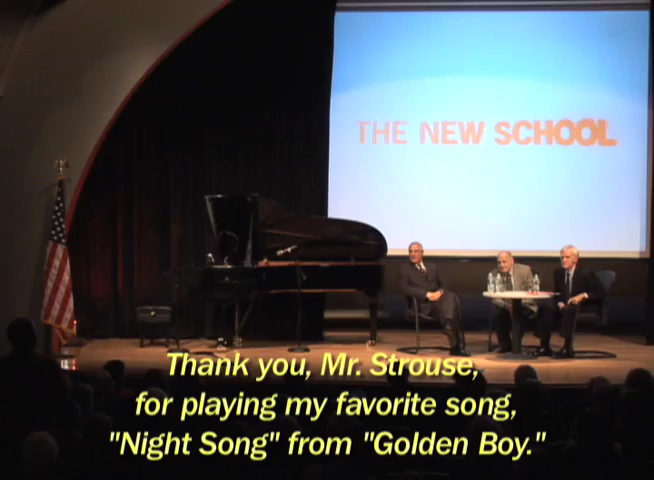 THE NEW SCHOOL
Thank you, Mr. Strouse,
for playing my favorite song,
"Night Song" from "Golden Boy."